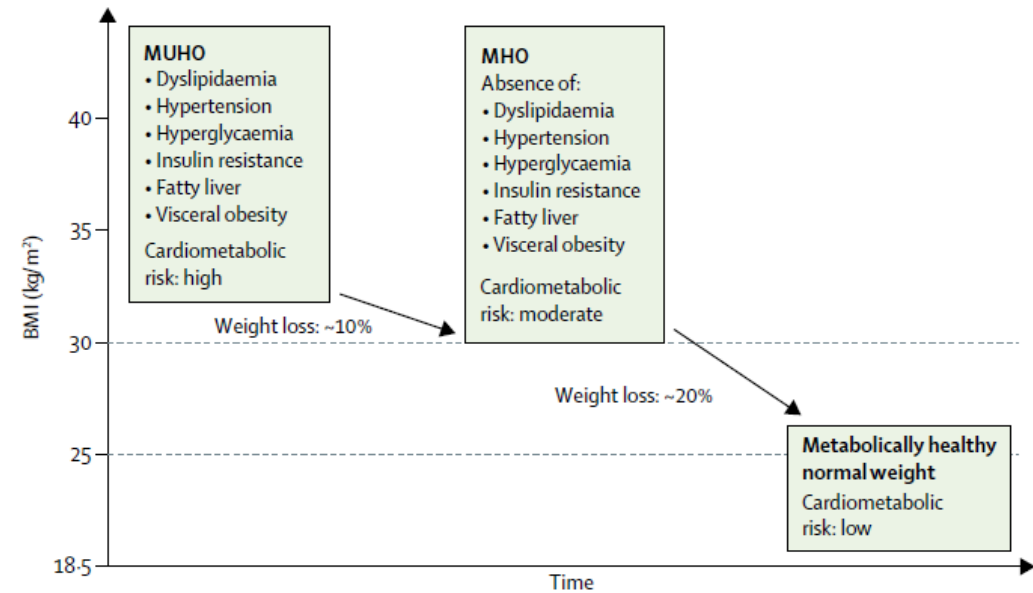 MUHO
• Dyslipidaemia
• Hypertension
• Hyperglycaemia
• Insulin resistance
• Fatty liver
• Visceral obesity
Cardiometabolic
risk: high
MHO
Absence of:
• Dyslipidaemia
• Hypertension
• Hyperglycaemia
• Insulin resistance
• Fatty liver
• Visceral obesity
Cardiometabolic
risk: moderate
Weight loss: ~10%
Weight loss: ~20%
Metabolically healthy
normal weight
Cardiometabolic
risk: low
BMI (kg/m²)
40
35
30
25
18·5
Time